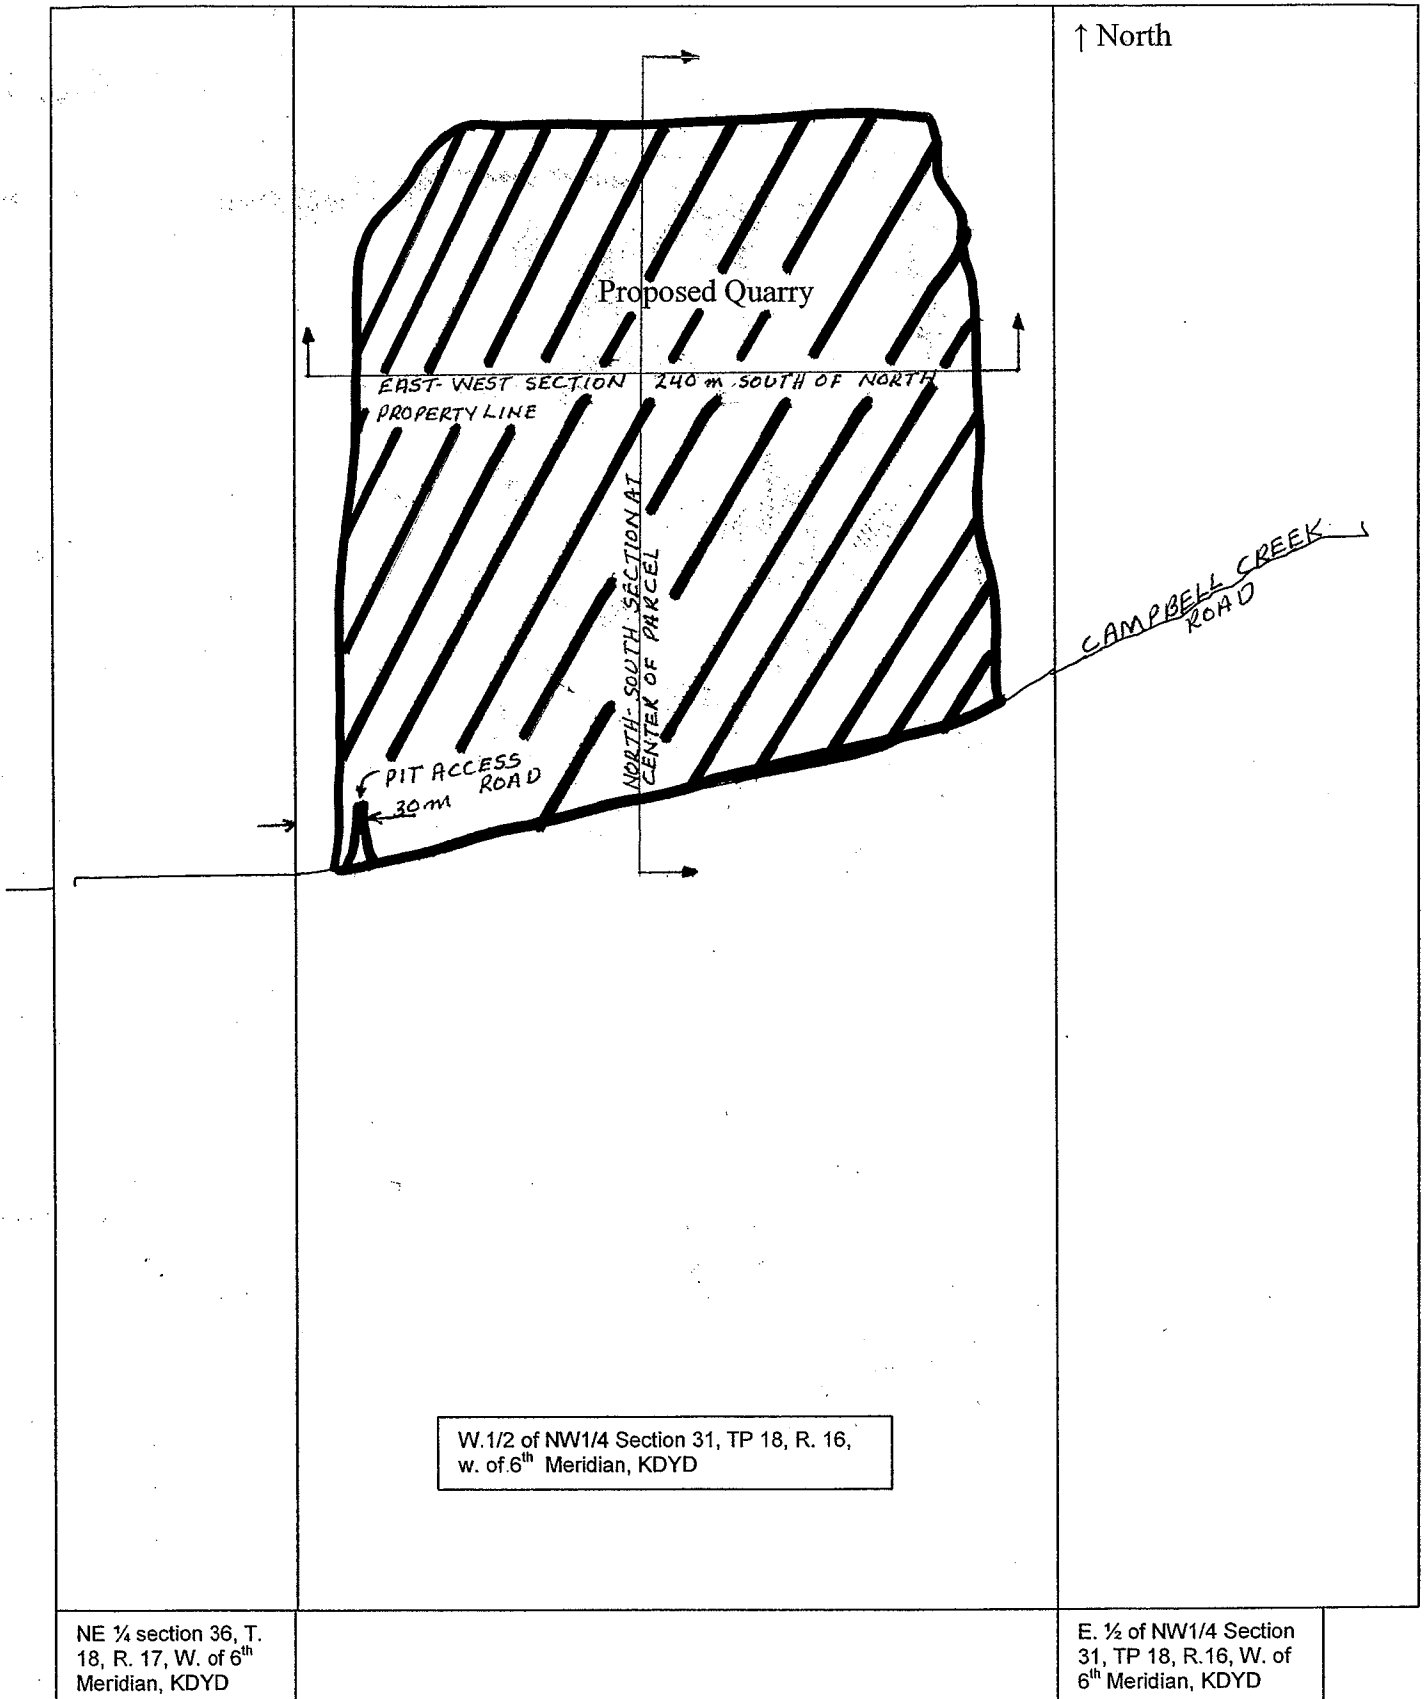 ↑ North
Proposed Quarry
EAST-WEST SECTION 240 m SOUTH OF NORTH
PROPERTY LINE
NORTH-SOUTH SECTION AT
CENTER OF PARCEL
CAMPBELL CREEK
ROAD
PIT ACCESS
ROAD
30m
W.1/2 of NW1/4 Section 31, TP 18, R. 16,
w. of 6th Meridian, KDYD
NE ¼ section 36, T.
18, R. 17, W. of 6th
Meridian, KDYD
E. ½ of NW1/4 Section
31, TP 18, R.16, W. of
6th Meridian, KDYD